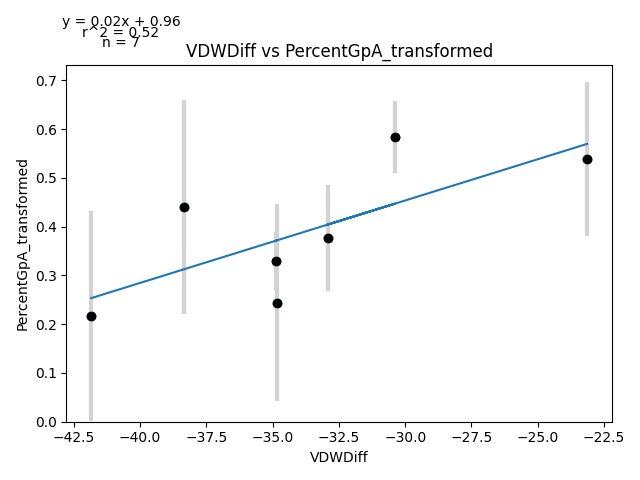 y = 0.02x + 0.96
r^2 = 0.52
n = 7
VDWDiff vs PercentGpA_transformed
PercentGpA_transformed
0.7
0.6
0.5
0.4
0.3
0.2
0.1
0.0
−42.5 −40.0 −37.5 −35.0 −32.5 −30.0 −27.5 −25.0 −22.5
VDWDiff